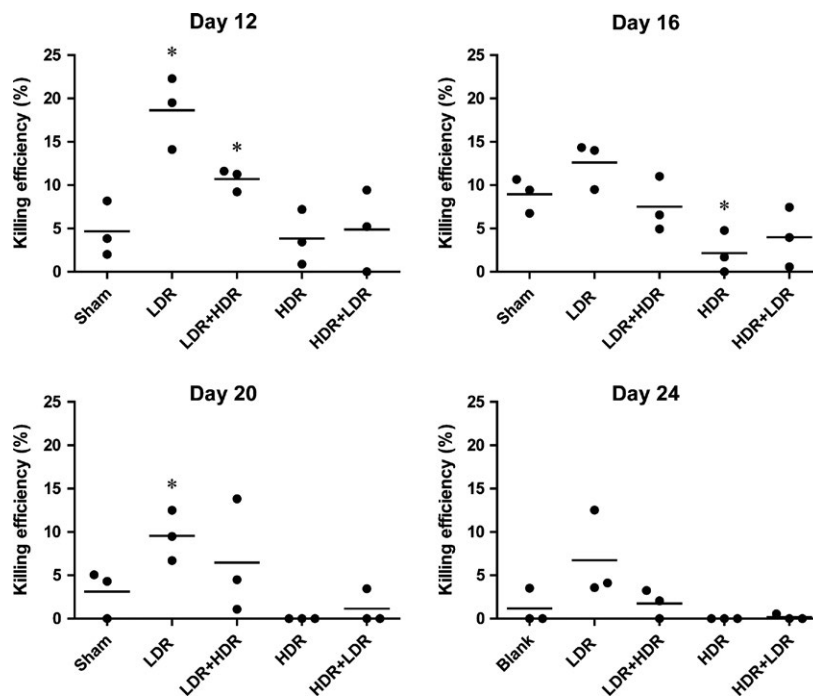 Day 12
Killing efficiency (%)
25
20
15
10
5
0
*
*
Sham
LDR
LDR+HDR
HDR
HDR+LDR
Day 16
Killing efficiency (%)
25
20
15
10
5
0
*
Sham
LDR
LDR+HDR
HDR
HDR+LDR
Day 20
Killing efficiency (%)
25
20
15
10
5
0
*
Sham
LDR
LDR+HDR
HDR
HDR+LDR
Day 24
Killing efficiency (%)
25
20
15
10
5
0
Blank
LDR
LDR+HDR
HDR
HDR+LDR